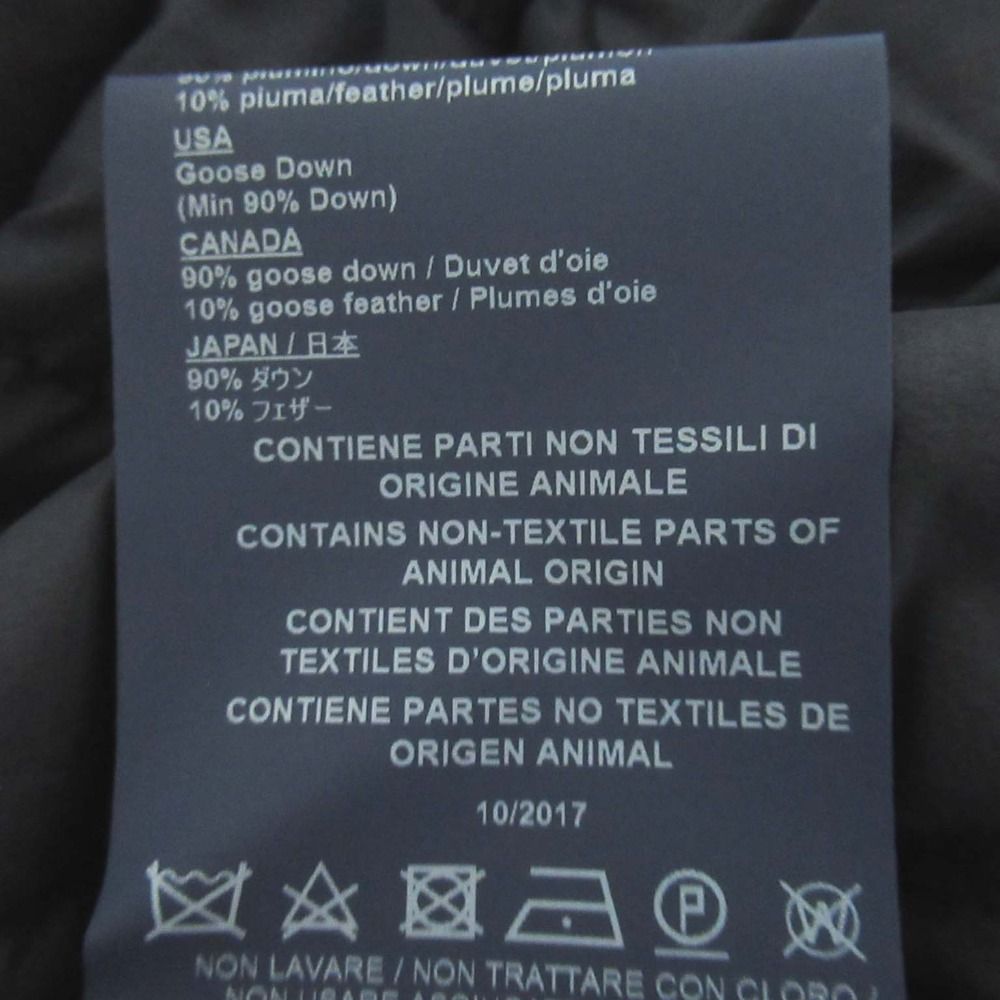 10% piuma/feather/plume/pluma
USA
Goose Down
(Min 90% Down)
CANADA
90% goose down / Duvet d'oie
10% goose feather / Plumes d'oie
JAPAN / 日本
90% ダウン
10% フェザー
CONTIENE PARTI NON TESSILI DI
ORIGINE ANIMALE
CONTAINS NON-TEXTILE PARTS OF
ANIMAL ORIGIN
CONTIENT DES PARTIES NON
TEXTILES D'ORIGINE ANIMALE
CONTIENE PARTES NO TEXTILES DE
ORIGEN ANIMAL
10/2017
P W
NON LAVARE / NON TRATTARE CON CLORO /
NON USARE